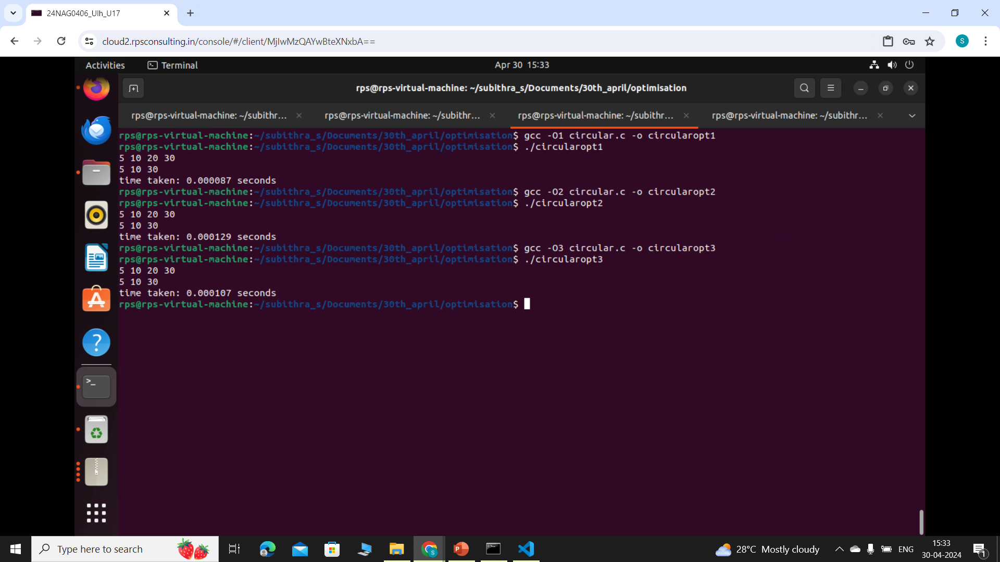 24NAG0406_Ulh_U17
cloud2.rpsconsulting.in/console/#/client/MjIwMzQAYwBteXNxbA==
S
Activities
Terminal
Apr 30 15:33
rps@rps-virtual-machine: ~/subithra_s/Documents/30th_april/optimisation
rps@rps-virtual-machine: ~/subithr... rps@rps-virtual-machine: ~/subithr... rps@rps-virtual-machine: ~/subithr... rps@rps-virtual-machine: ~/subithr...
rps@rps-virtual-machine:~/subithra_s/Documents/30th_april/optimisation$ gcc -O1 circular.c -o circularopt1
rps@rps-virtual-machine:~/subithra_s/Documents/30th_april/optimisation$ ./circularopt1
5 10 20 30
5 10 30
time taken: 0.000087 seconds
rps@rps-virtual-machine:~/subithra_s/Documents/30th_april/optimisation$ gcc -O2 circular.c -o circularopt2
rps@rps-virtual-machine:~/subithra_s/Documents/30th_april/optimisation$ ./circularopt2
5 10 20 30
5 10 30
time taken: 0.000129 seconds
rps@rps-virtual-machine:~/subithra_s/Documents/30th_april/optimisation$ gcc -O3 circular.c -o circularopt3
rps@rps-virtual-machine:~/subithra_s/Documents/30th_april/optimisation$ ./circularopt3
5 10 20 30
5 10 30
time taken: 0.000107 seconds
rps@rps-virtual-machine:~/subithra_s/Documents/30th_april/optimisation$
Type here to search
28°C Mostly cloudy
ENG
15:33
30-04-2024
1